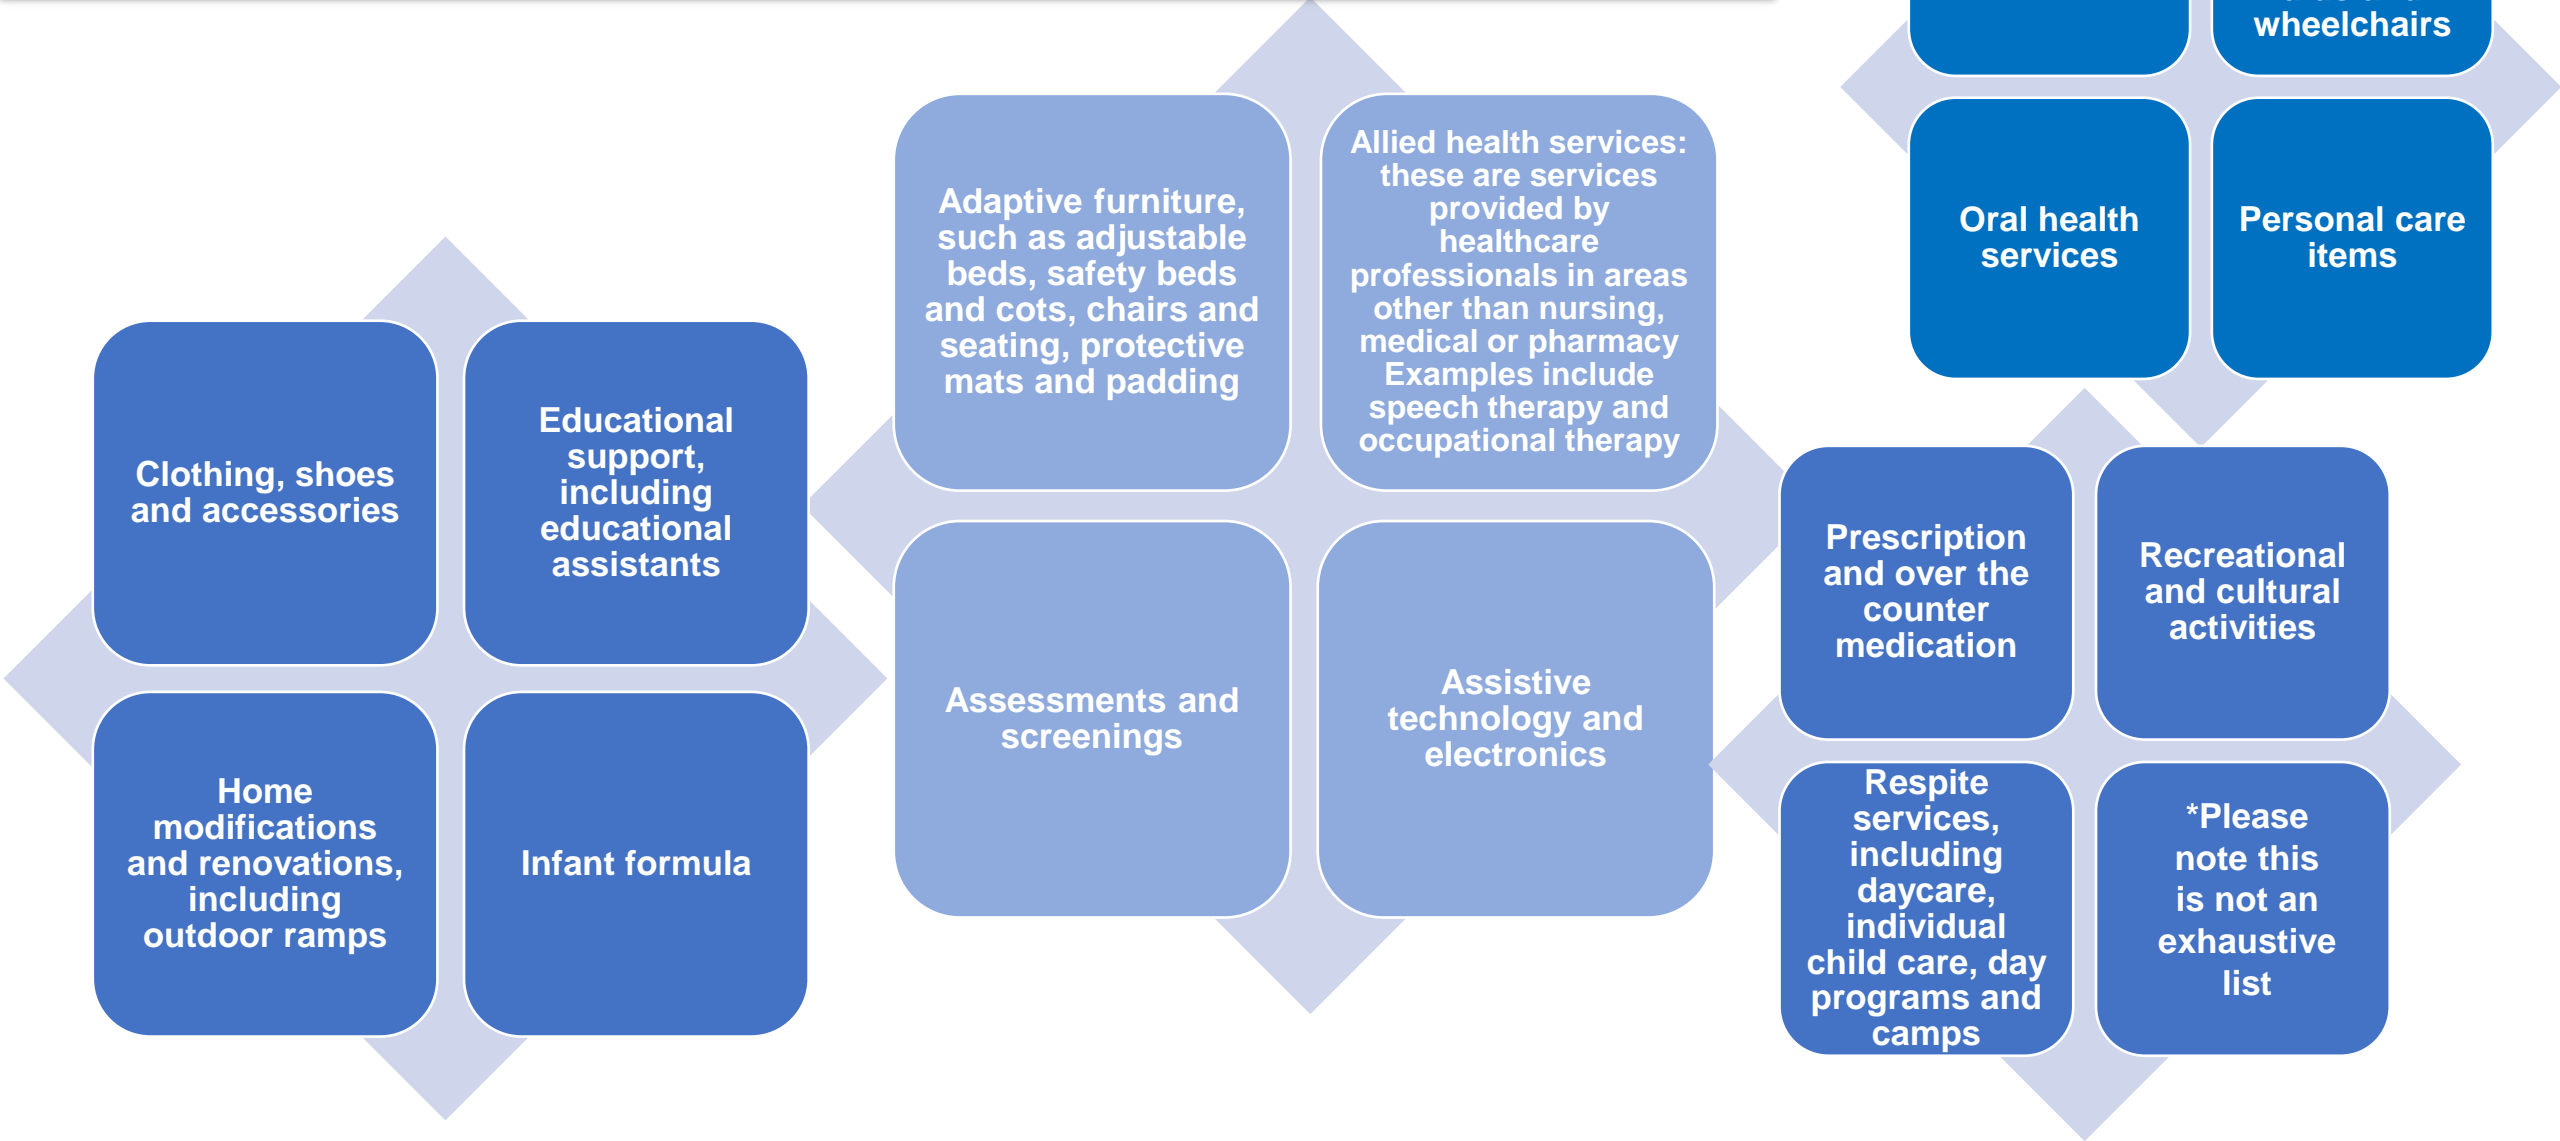 wheelchairs
Oral health
services
Personal care
items
Adaptive furniture,
such as adjustable
beds, safety beds
and cots, chairs and
seating, protective
mats and padding
Allied health services:
these are services
provided by
healthcare
professionals in areas
other than nursing,
medical or pharmacy
Examples include
speech therapy and
occupational therapy
Assessments and
screenings
Assistive
technology and
electronics
Clothing, shoes
and accessories
Educational
support,
including
educational
assistants
Home
modifications
and renovations,
including
outdoor ramps
Infant formula
Prescription
and over the
counter
medication
Recreational
and cultural
activities
Respite
services,
including
daycare,
individual
child care, day
programs and
camps
*Please
note this
is not an
exhaustive
list